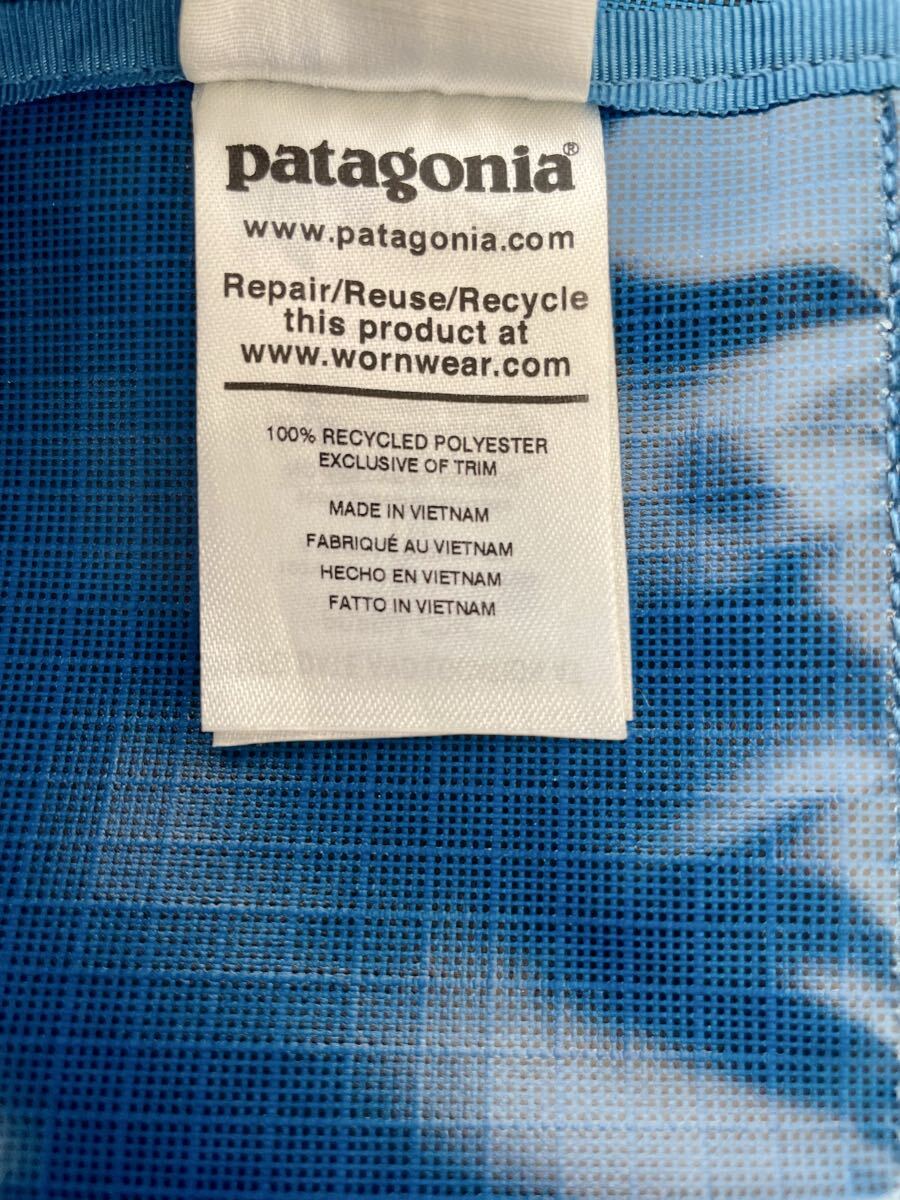 patagonia®
www.patagonia.com
Repair/Reuse/Recycle
this product at
www.wornwear.com
100% RECYCLED POLYESTER
EXCLUSIVE OF TRIM
MADE IN VIETNAM
FABRIQUÉ AU VIETNAM
HECHO EN VIETNAM
FATTO IN VIETNAM